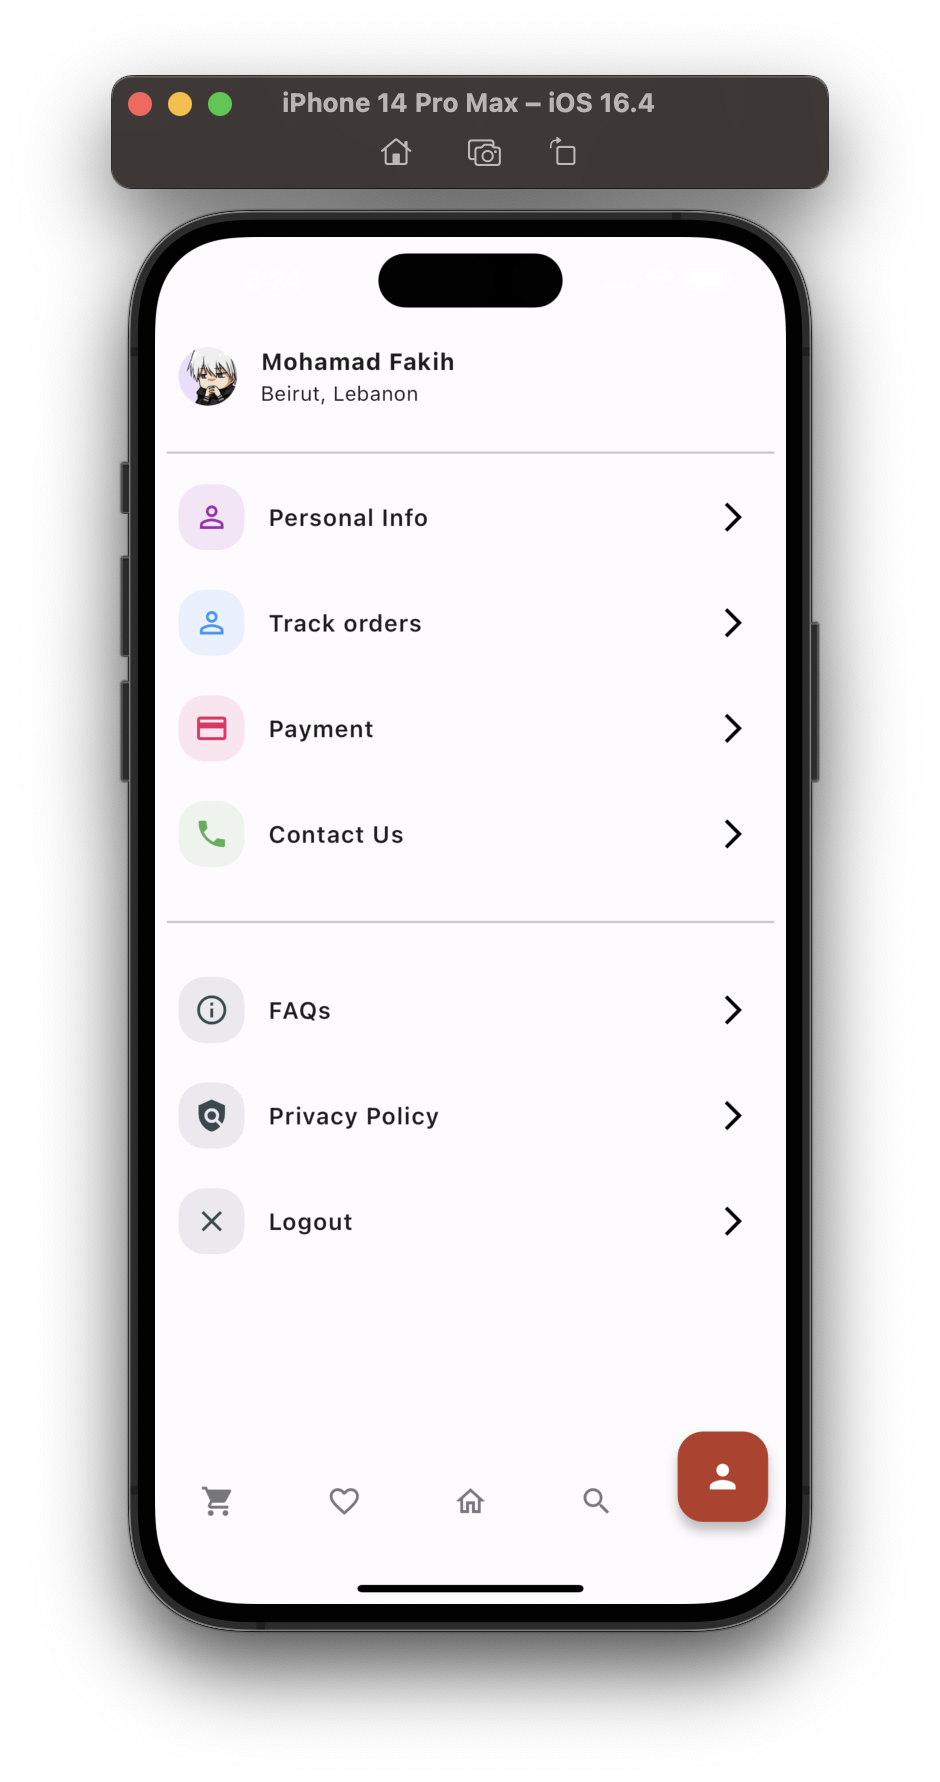 iPhone 14 Pro Max – iOS 16.4
Mohamad Fakih
Beirut, Lebanon
Personal Info
Track orders
Payment
Contact Us
FAQs
Privacy Policy
Logout